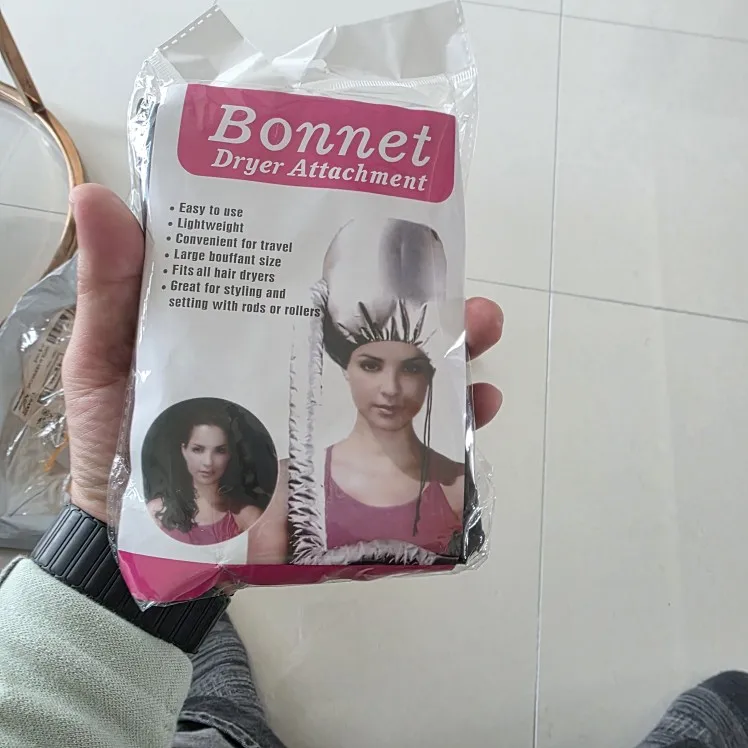 Bonnet
Dryer Attachment
• Easy to use
• Lightweight
• Convenient for travel
• Large bouffant size
• Fits all hair dryers
• Great for styling and
setting with rods or rollers